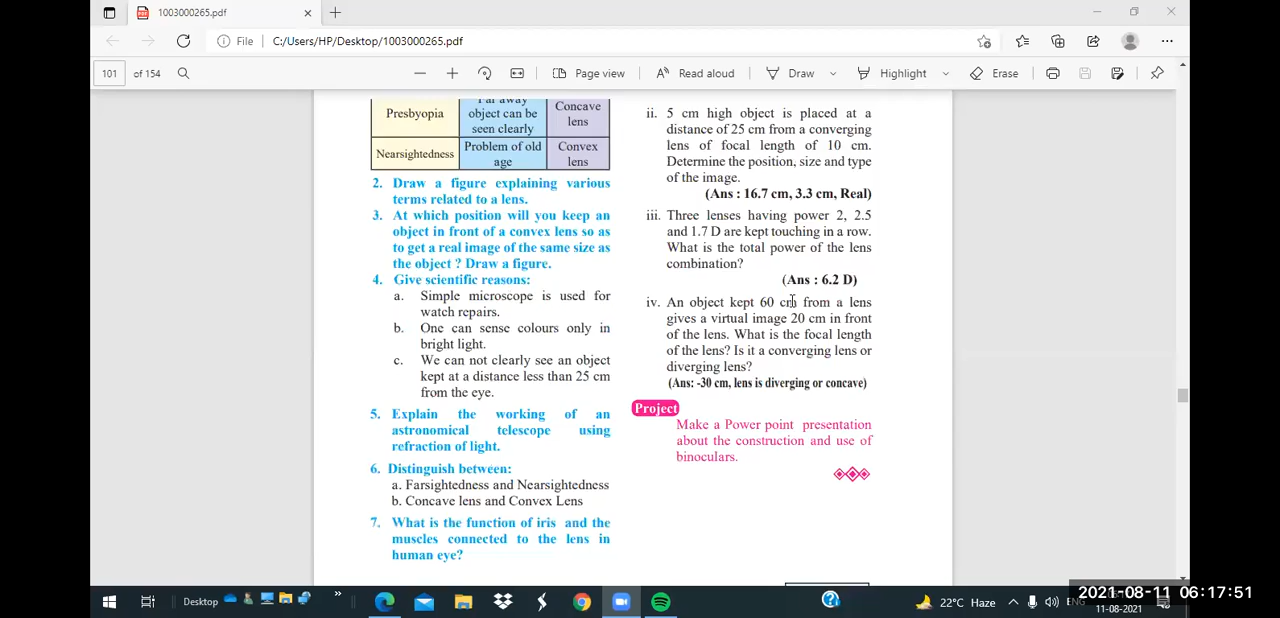 1003000265.pdf
File
C:/Users/HP/Desktop/1003000265.pdf
101
of 154
Page view
Read aloud
Draw
Highlight
Erase
Presbyopia
Far away
object can be
seen clearly
Concave
lens
Nearsightedness
Problem of old
age
Convex
lens
2. Draw a figure explaining various
terms related to a lens.
3. At which position will you keep an
object in front of a convex lens so as
to get a real image of the same size as
the object ? Draw a figure.
4. Give scientific reasons:
a. Simple microscope is used for
watch repairs.
b. One can sense colours only in
bright light.
c. We can not clearly see an object
kept at a distance less than 25 cm
from the eye.
5. Explain the working of an
astronomical telescope using
refraction of light.
6. Distinguish between:
a. Farsightedness and Nearsightedness
b. Concave lens and Convex Lens
7. What is the function of iris and the
muscles connected to the lens in
human eye?
ii. 5 cm high object is placed at a
distance of 25 cm from a converging
lens of focal length of 10 cm.
Determine the position, size and type
of the image.
(Ans : 16.7 cm, 3.3 cm, Real)
iii. Three lenses having power 2, 2.5
and 1.7 D are kept touching in a row.
What is the total power of the lens
combination?
(Ans : 6.2 D)
iv. An object kept 60 cm from a lens
gives a virtual image 20 cm in front
of the lens. What is the focal length
of the lens? Is it a converging lens or
diverging lens?
(Ans: -30 cm, lens is diverging or concave)
Project
Make a Power point presentation
about the construction and use of
binoculars.
Desktop
22°C Haze
ENG
2021-08-11 06:17:51
11-08-2021